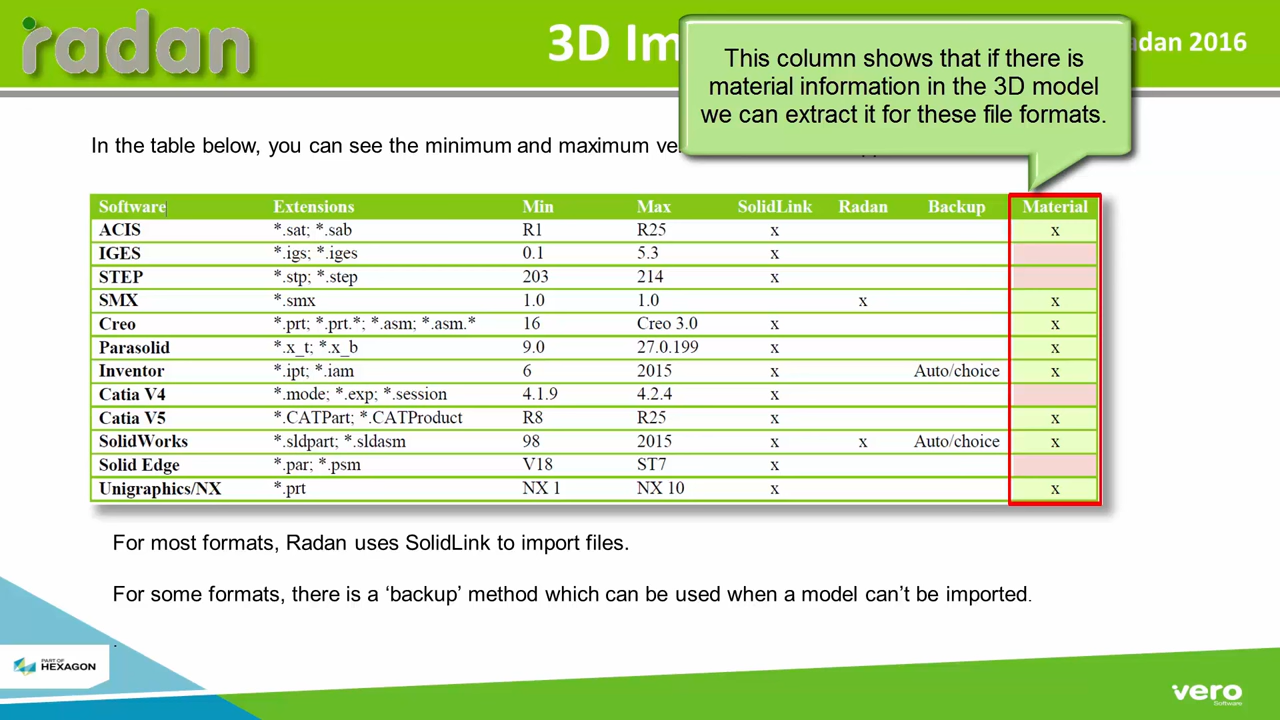 radan
3D Im
adan 2016
This column shows that if there is
material information in the 3D model
we can extract it for these file formats.
In the table below, you can see the minimum and maximum ve
Software Extensions Min Max SolidLink Radan Backup Material
ACIS *.sat; *.sab R1 R25 x x
IGES *.igs; *.iges 0.1 5.3 x
STEP *.stp; *.step 203 214 x
SMX *.smx 1.0 1.0 x x
Creo *.prt; *.prt.*; *.asm; *.asm.* 16 Creo 3.0 x x
Parasolid *.x_t; *.x_b 9.0 27.0.199 x x
Inventor *.ipt; *.iam 6 2015 x Auto/choice x
Catia V4 *.mode; *.exp; *.session 4.1.9 4.2.4 x
Catia V5 *.CATPart; *.CATProduct R8 R25 x x
SolidWorks *.sldpart; *.sldasm 98 2015 x x Auto/choice x
Solid Edge *.par; *.psm V18 ST7 x
Unigraphics/NX *.prt NX 1 NX 10 x x
For most formats, Radan uses SolidLink to import files.
For some formats, there is a ‘backup’ method which can be used when a model can’t be imported.
.
PART OF
HEXAGON
vero
Software